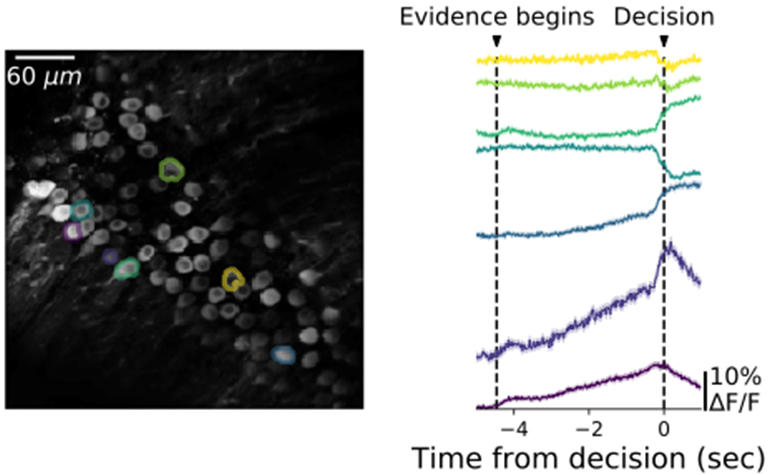 Evidence begins Decision
60 μm
10%
ΔF/F
−4 −2 0
Time from decision (sec)